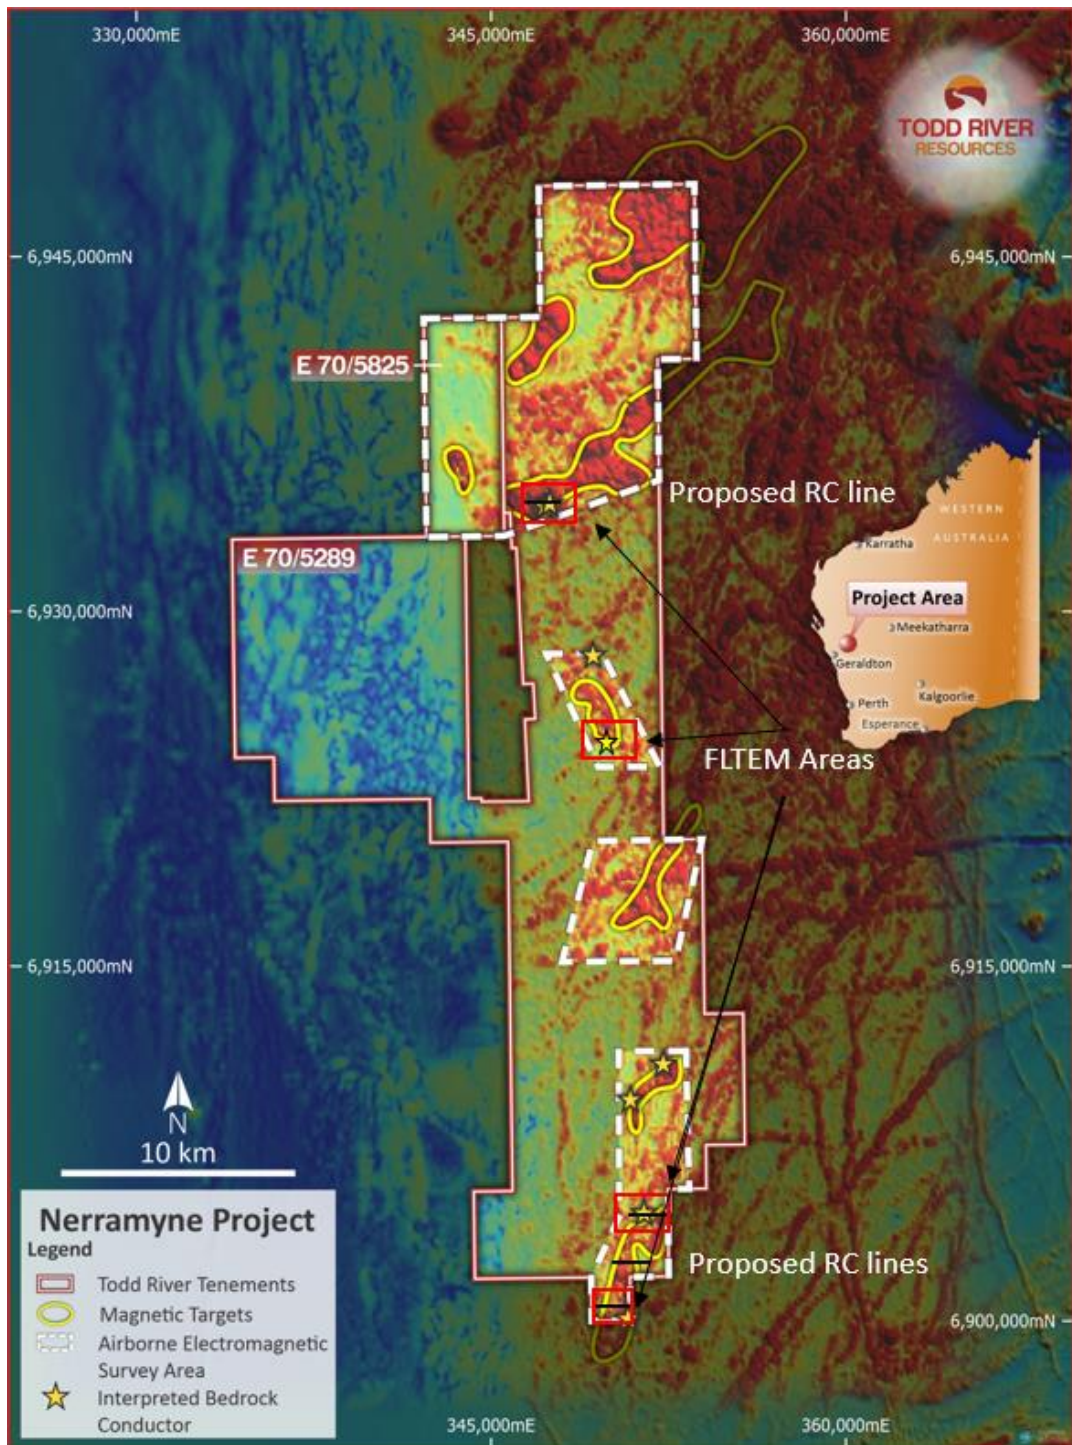 330,000mE
345,000mE
360,000mE
TODD RIVER
RESOURCES
6,945,000mN
6,945,000mN
E 70/5825
Proposed RC line
WESTERN
AUSTRALIA
Karratha
E 70/5289
Project Area
6,930,000mN
Meekatharra
Geraldton
Kalgoorlie
Perth
Esperance
FLTEM Areas
6,915,000mN
6,915,000mN
N
10 km
Nerramyne Project
Legend
Todd River Tenements
Magnetic Targets
Airborne Electromagnetic
Survey Area
Interpreted Bedrock
Conductor
Proposed RC lines
6,900,000mN
345,000mE
360,000mE